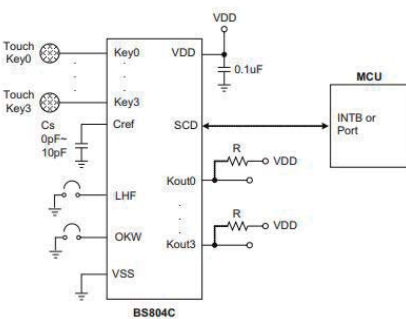 VDD
Touch
Key0
Key0
VDD
0.1uF
MCU
Touch
Key3
Key3
Cs
0pF~
10pF
Cref
SCD
INTB or
Port
R
VDD
Kout0
LHF
R
VDD
OKW
Kout3
VSS
BS804C